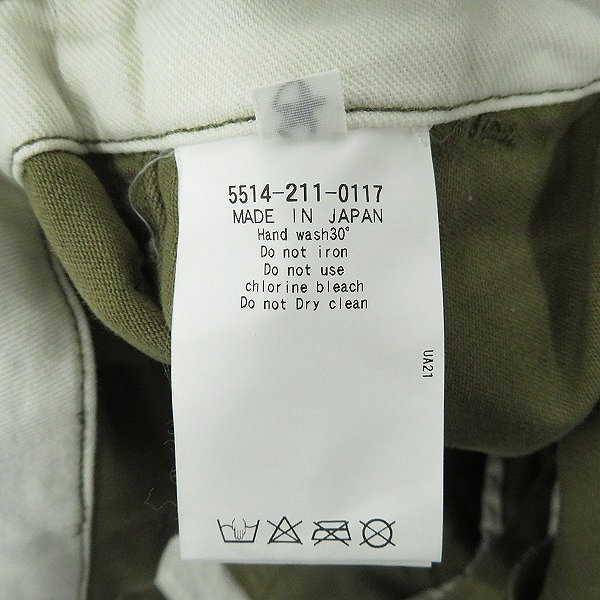 5514-211-0117
MADE IN JAPAN
Hand wash30°
Do not iron
Do not use
chlorine bleach
Do not Dry clean
UA21